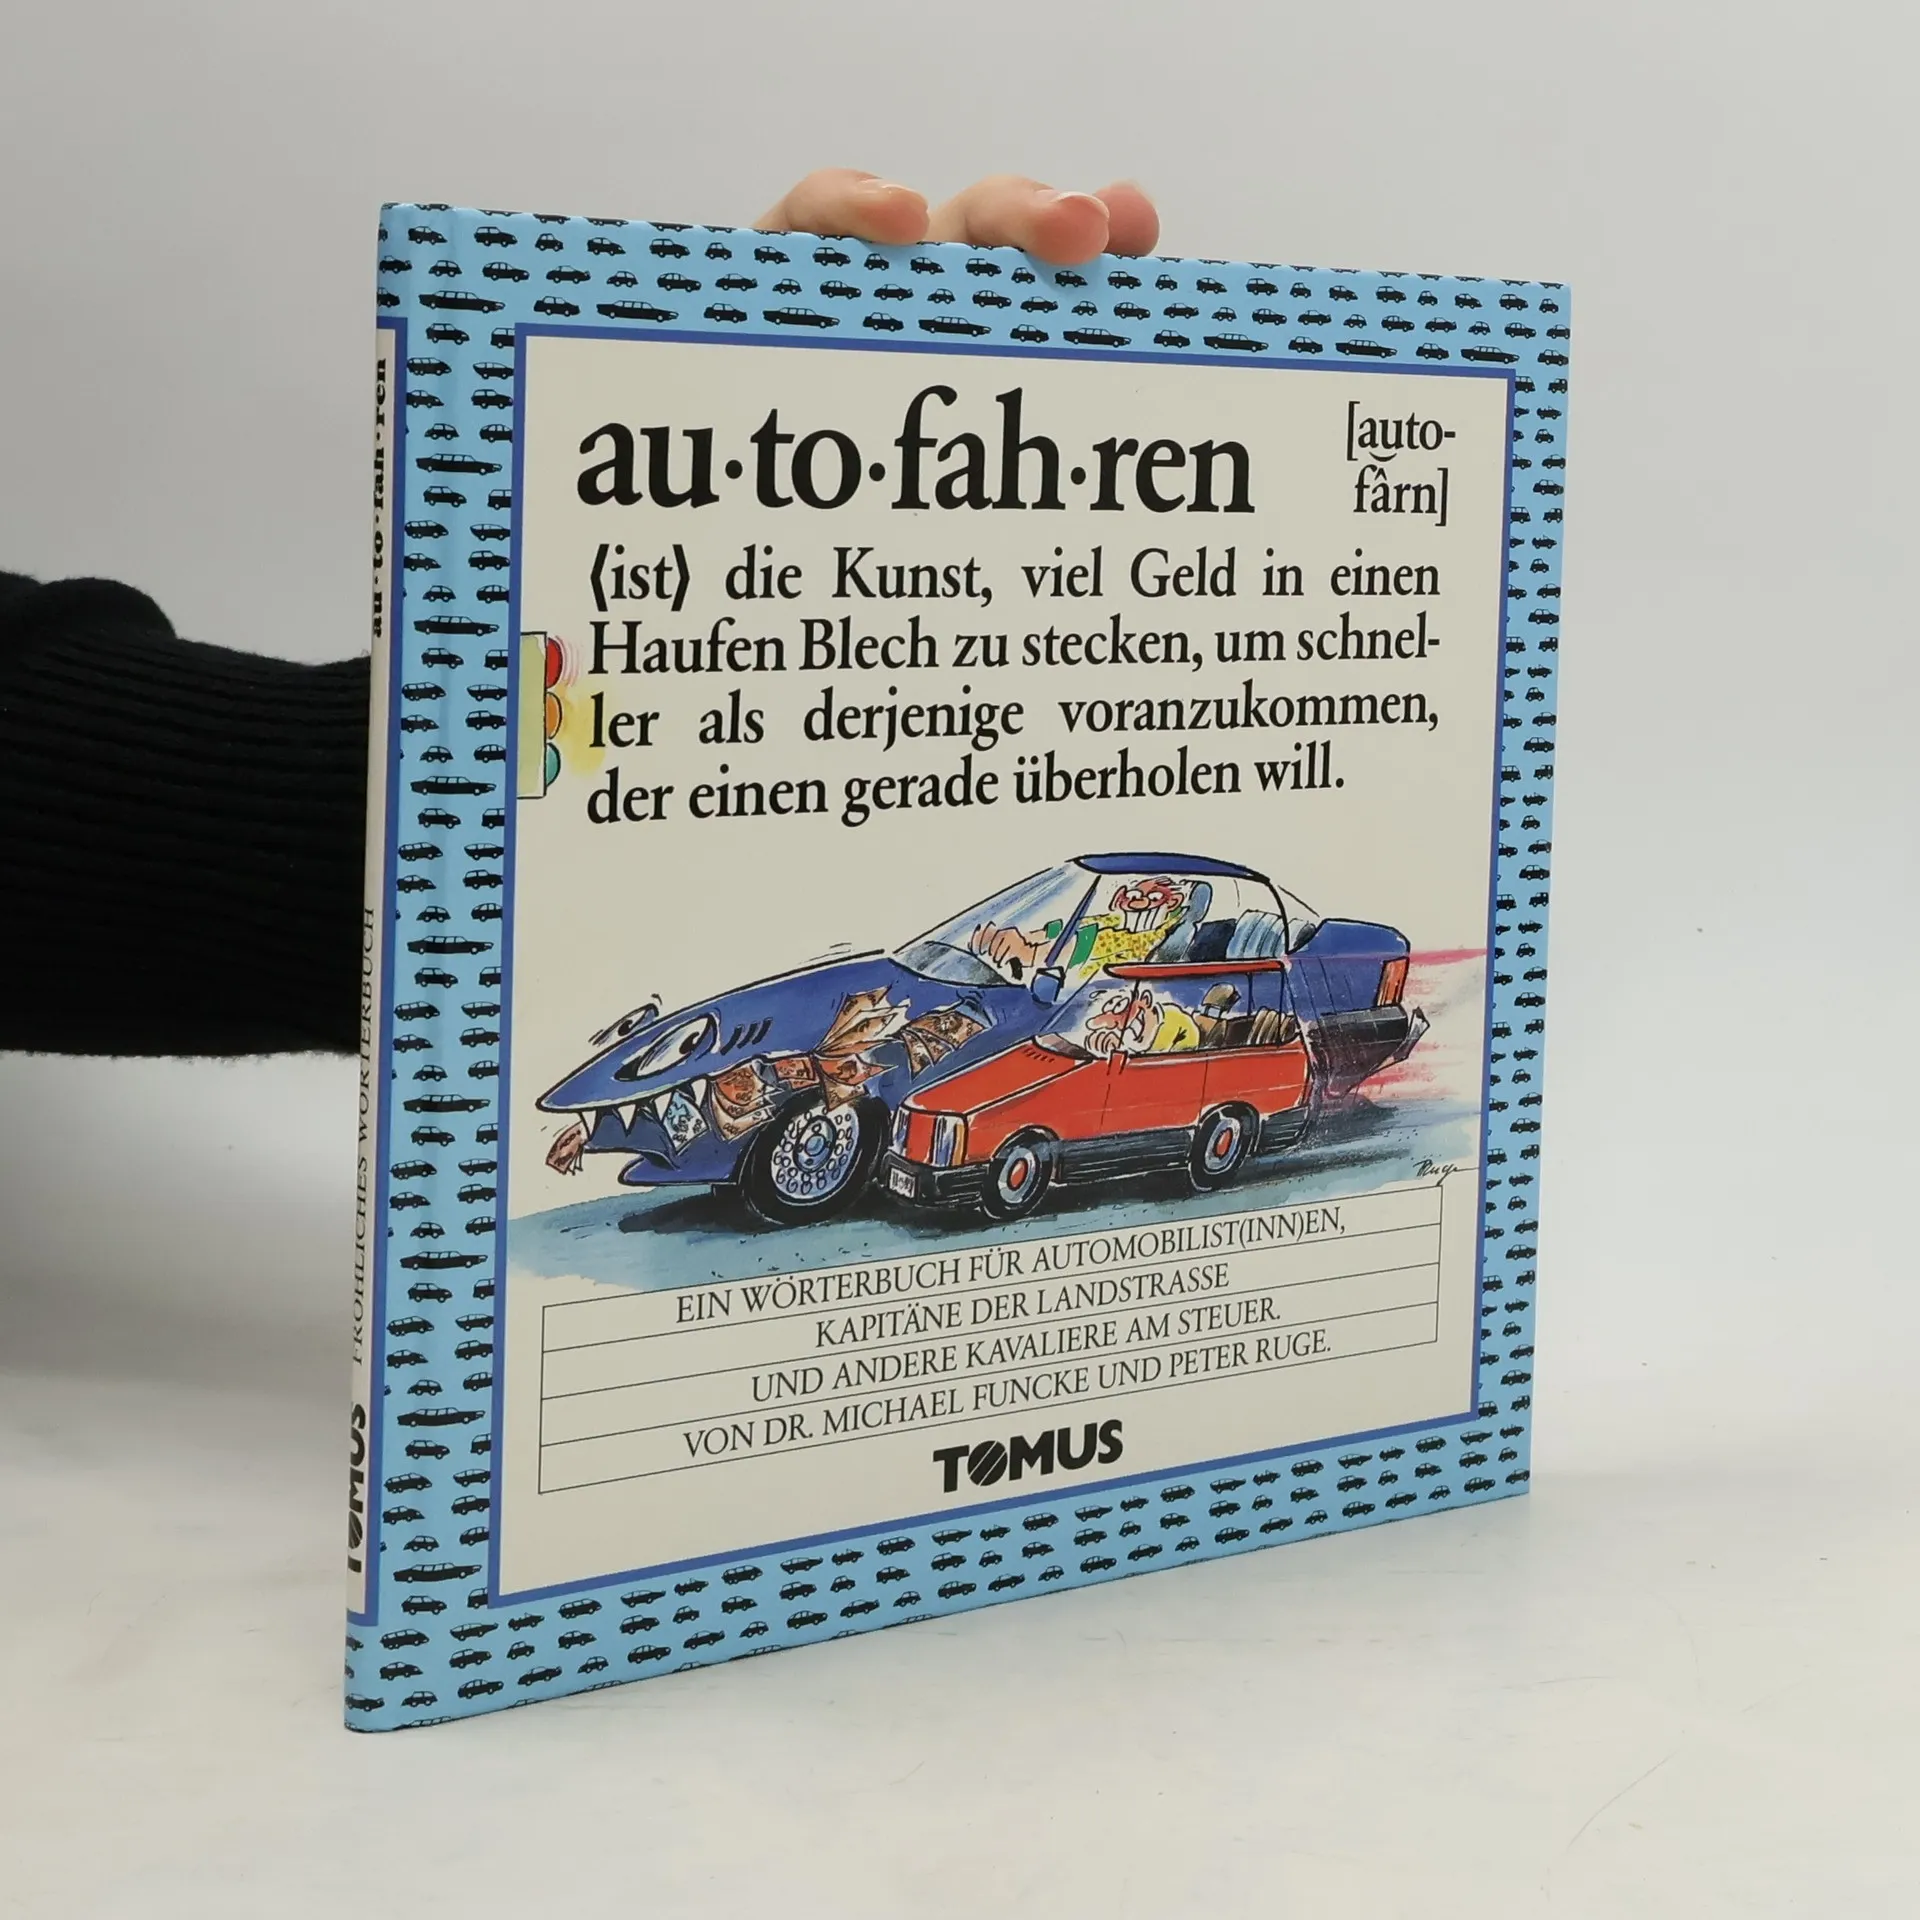 au·to·fah·ren
[auto-
fârn]
⟨ist⟩ die Kunst, viel Geld in einen
Haufen Blech zu stecken, um schnel-
ler als derjenige voranzukommen,
der einen gerade überholen will.
EIN WÖRTERBUCH FÜR AUTOMOBILIST(INN)EN,
KAPITÄNE DER LANDSTRASSE
UND ANDERE KAVALIERE AM STEUER.
VON DR. MICHAEL FUNCKE UND PETER RUGE.
TOMUS
au·to·fah·ren
FRÖHLICHES WÖRTERBUCH
TOMUS